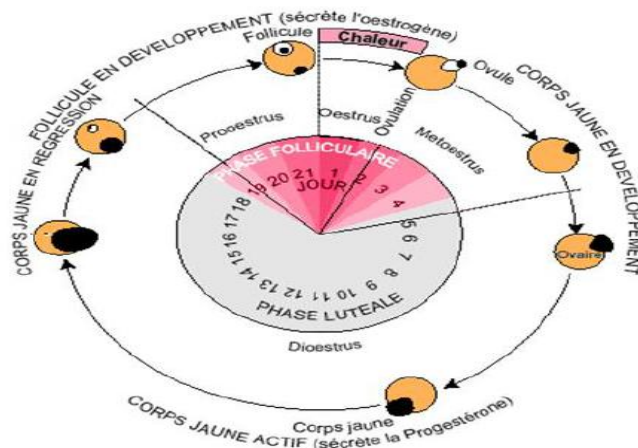 FOLLICULE EN DEVELOPPEMENT (sécrète l'oestrogène)
Follicule
Chaleur
Ovule
CORPS JAUNE EN DEVELOPPEMENT
CORPS JAUNE EN REGRESSION
Prooestrus
Oestrus
Ovulation
Metoestrus
PHASE FOLLICULAIRE
JOUR
1
2
3
4
5
6
7
8
9
10
11
12
13
14
15
16
17
18
19
20
21
Ovaire
PHASE LUTEALE
Dioestrus
Corps jaune
CORPS JAUNE ACTIF (sécrète la Progestérone)